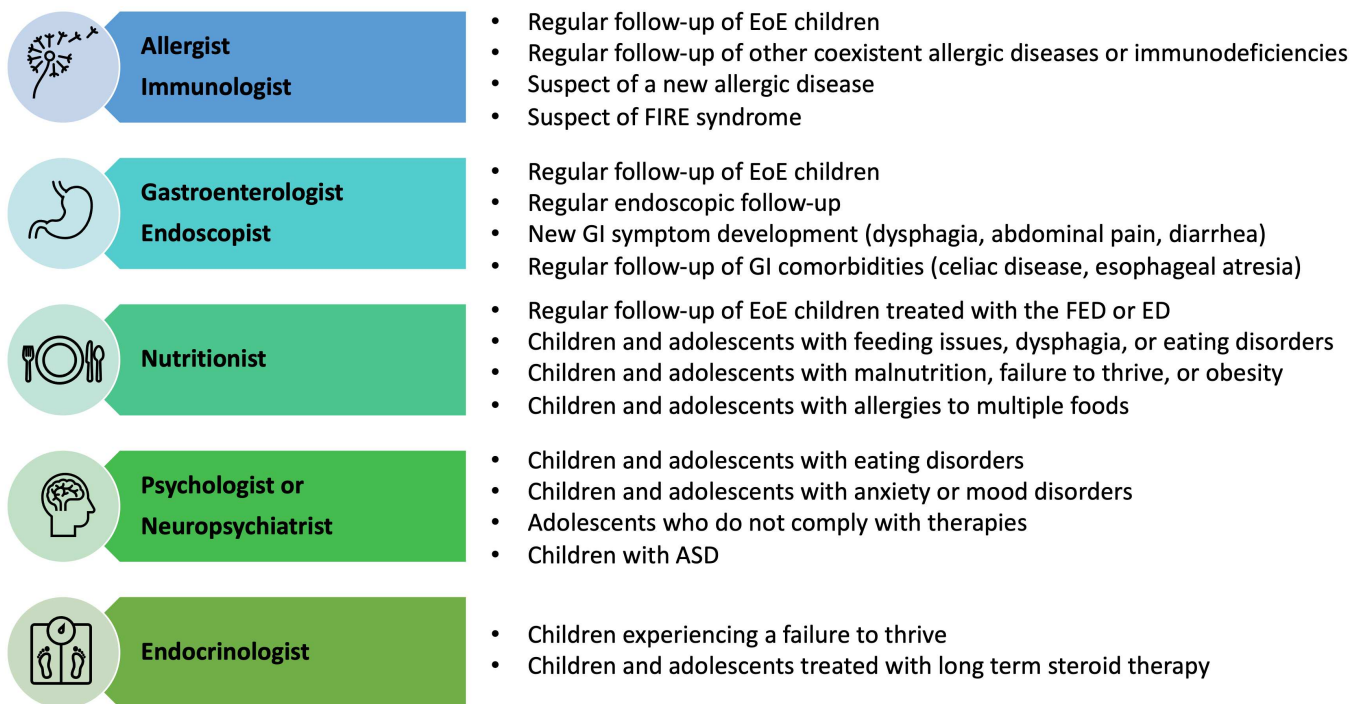 Allergist
Immunologist
• Regular follow-up of EoE children
• Regular follow-up of other coexistent allergic diseases or immunodeficiencies
• Suspect of a new allergic disease
• Suspect of FIRE syndrome
Gastroenterologist
Endoscopist
• Regular follow-up of EoE children
• Regular endoscopic follow-up
• New GI symptom development (dysphagia, abdominal pain, diarrhea)
• Regular follow-up of GI comorbidities (celiac disease, esophageal atresia)
Nutritionist
• Regular follow-up of EoE children treated with the FED or ED
• Children and adolescents with feeding issues, dysphagia, or eating disorders
• Children and adolescents with malnutrition, failure to thrive, or obesity
• Children and adolescents with allergies to multiple foods
Psychologist or
Neuropsychiatrist
• Children and adolescents with eating disorders
• Children and adolescents with anxiety or mood disorders
• Adolescents who do not comply with therapies
• Children with ASD
Endocrinologist
• Children experiencing a failure to thrive
• Children and adolescents treated with long term steroid therapy